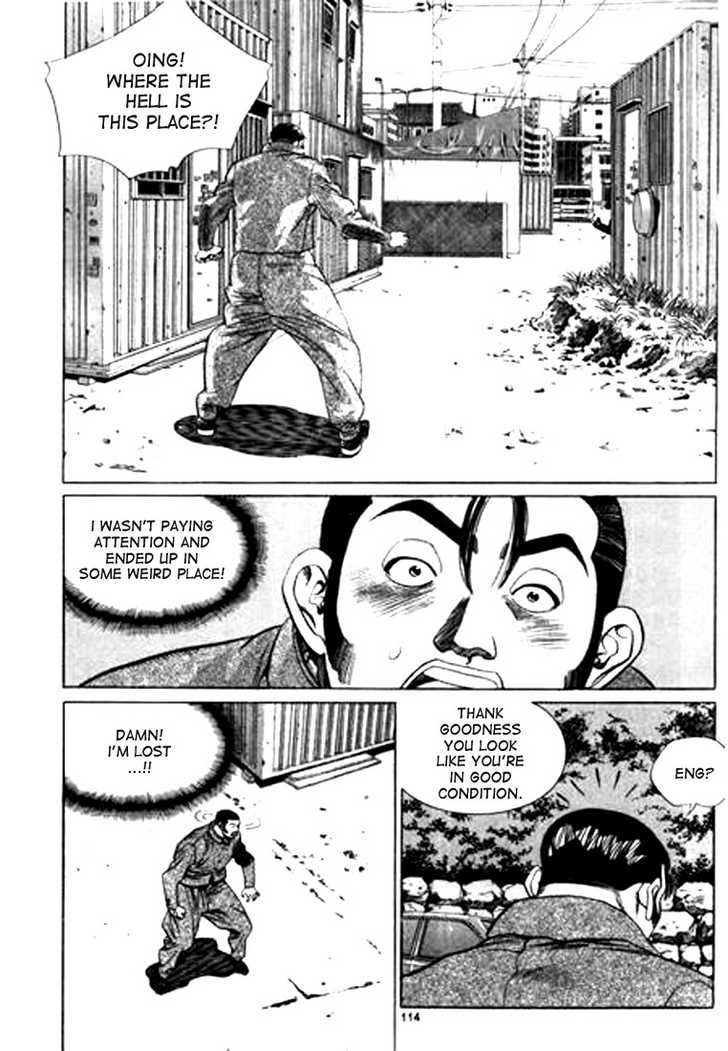 OING!
WHERE THE
HELL IS
THIS PLACE?!
I WASN'T PAYING
ATTENTION AND
ENDED UP IN
SOME WEIRD PLACE!
DAMN!
I'M LOST
...!!
THANK
GOODNESS
YOU LOOK
LIKE YOU'RE
IN GOOD
CONDITION.
ENG?
114